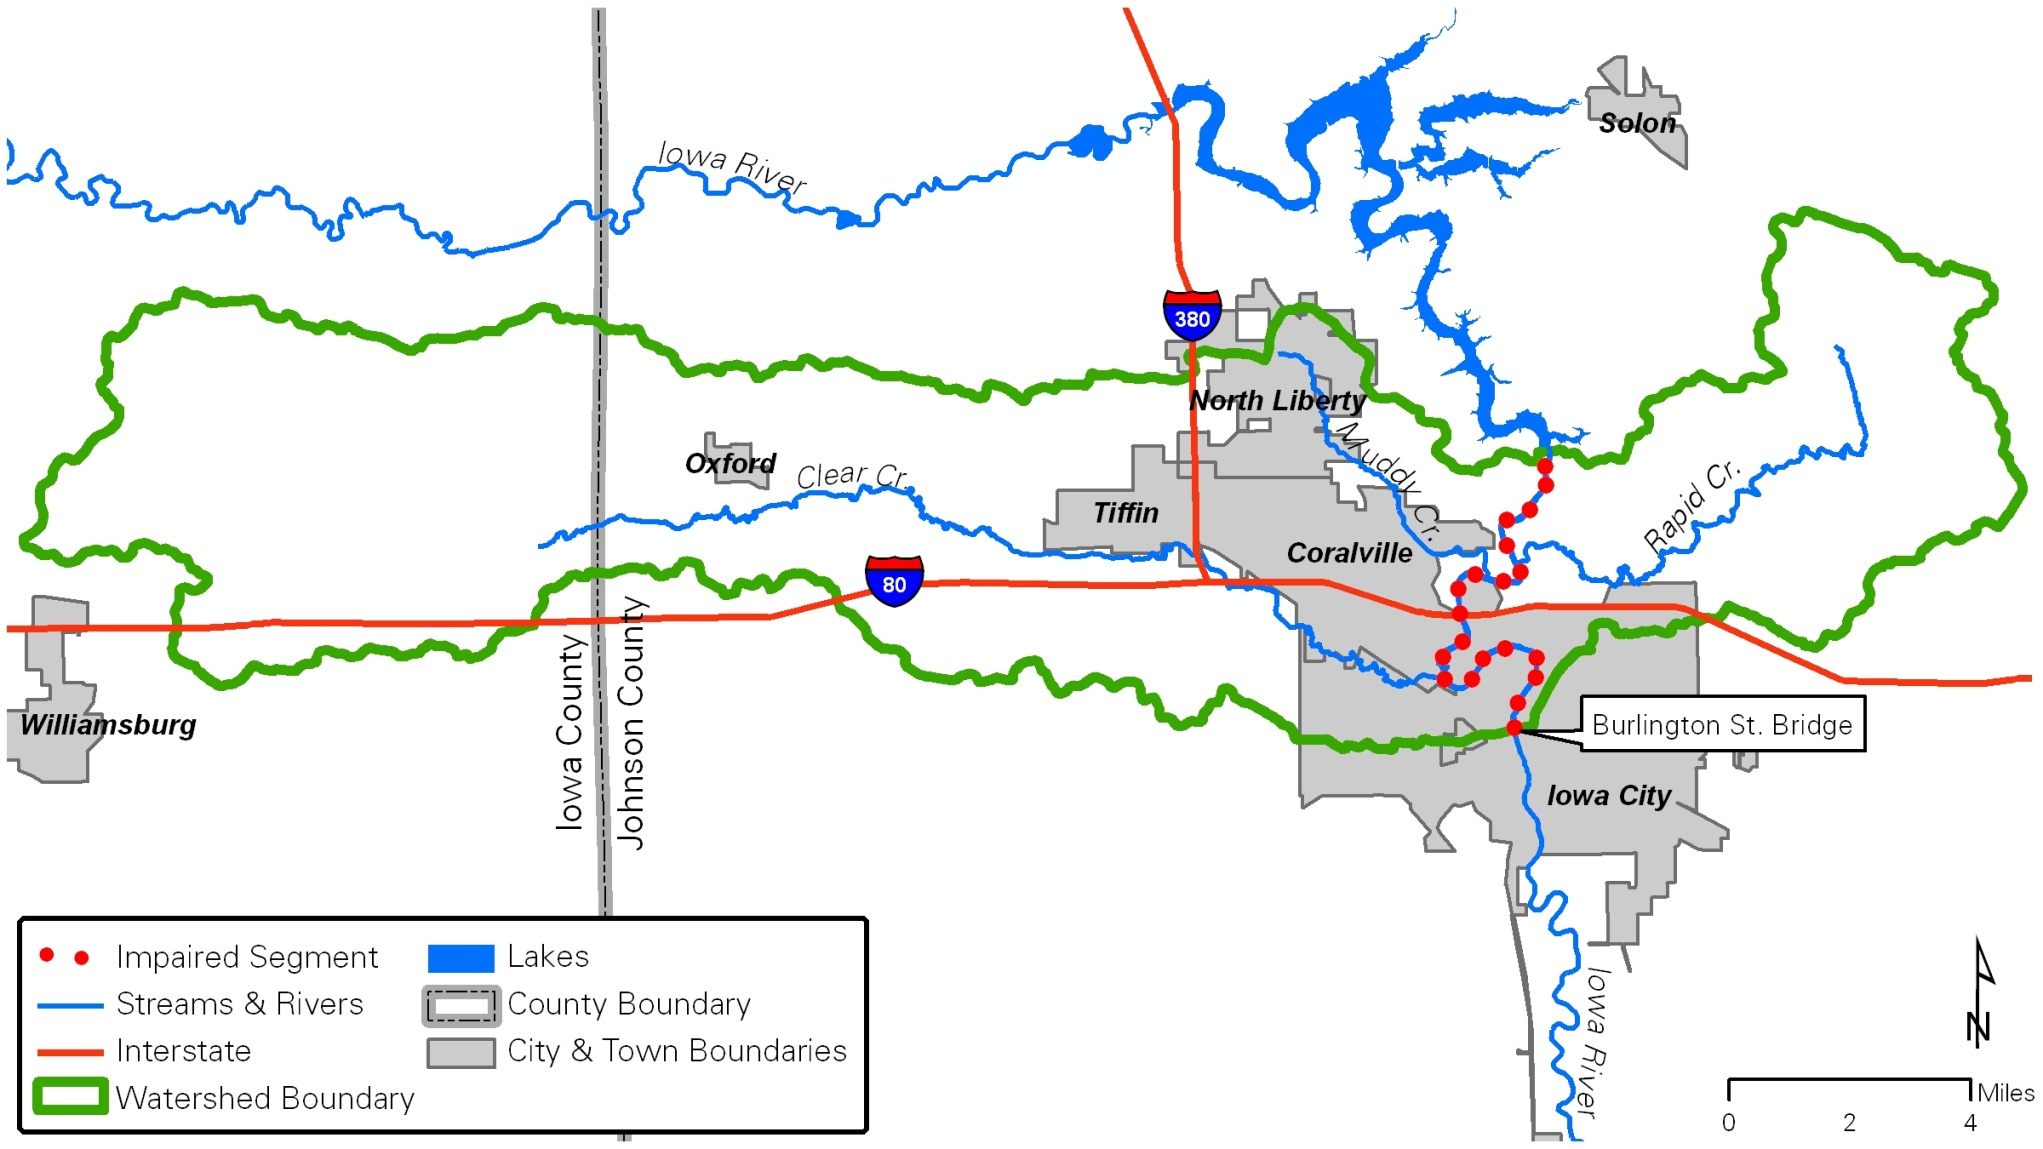 Solon
Iowa River
380
North Liberty
Muddy Cr.
Oxford
Clear Cr.
Rapid Cr.
Tiffin
Coralville
80
Iowa County
Johnson County
Williamsburg
Burlington St. Bridge
Iowa City
Iowa River
Impaired Segment
Streams & Rivers
Interstate
Watershed Boundary
Lakes
County Boundary
City & Town Boundaries
N
Miles
0 2 4